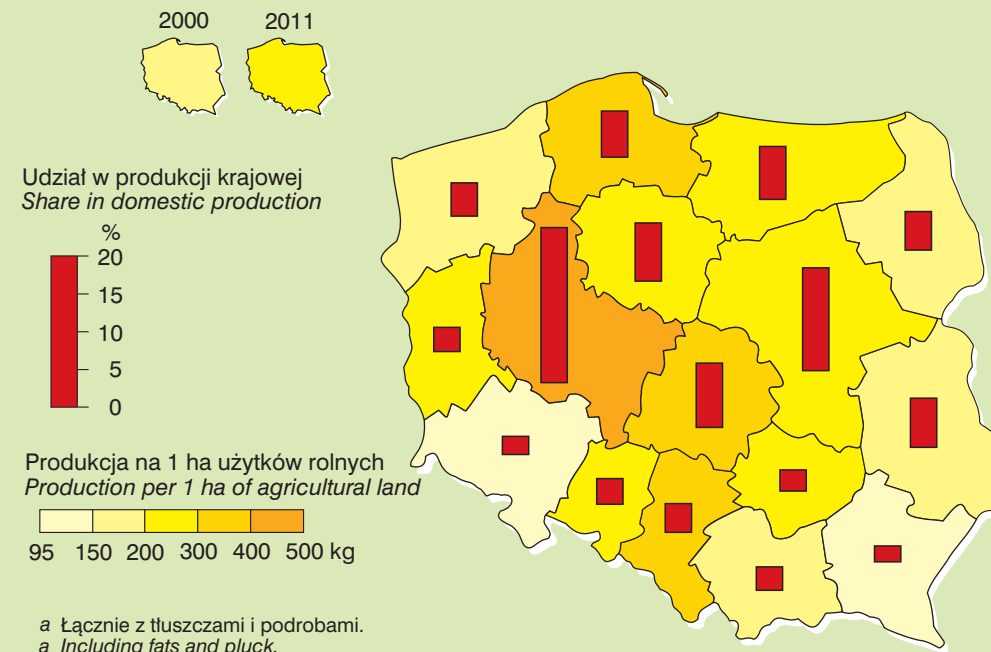 2000 2011
Udział w produkcji krajowej
Share in domestic production
%
20
15
10
5
0
Produkcja na 1 ha użytków rolnych
Production per 1 ha of agricultural land
95 150 200 300 400 500 kg
a Łącznie z tłuszczami i podrobami.
a Including fats and pluck.